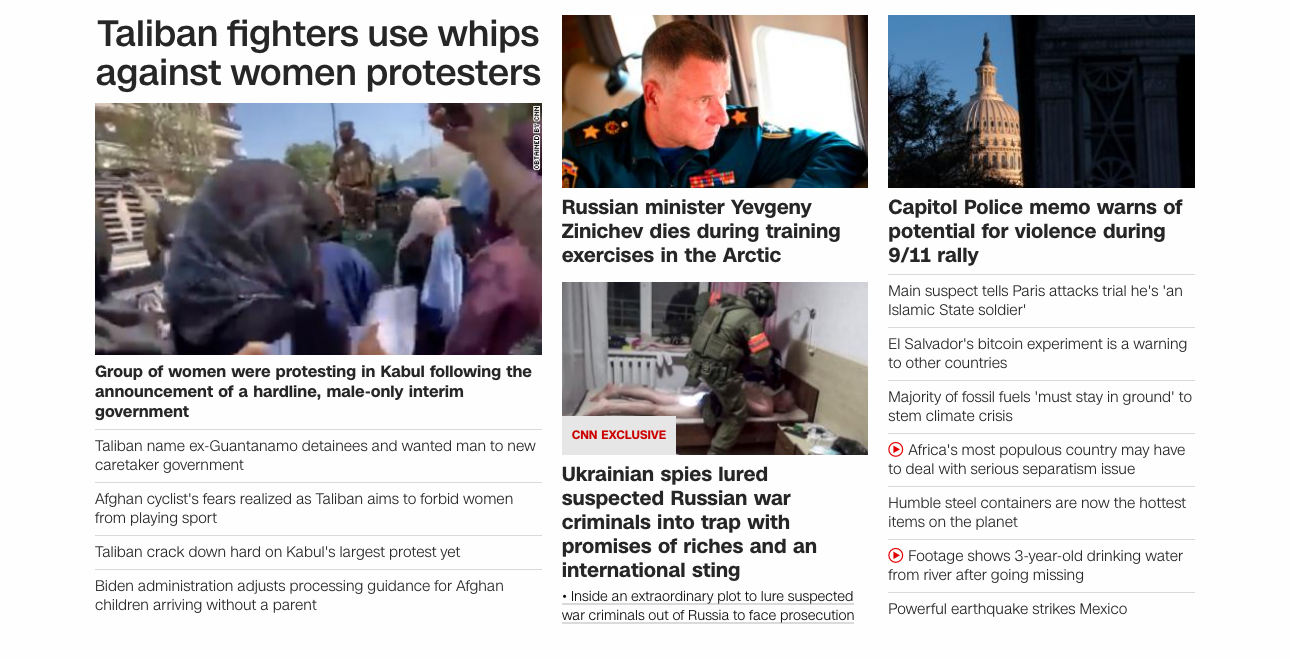 Taliban fighters use whips
against women protesters
OBTAINED BY CNN
Group of women were protesting in Kabul following the
announcement of a hardline, male-only interim
government
Taliban name ex-Guantanamo detainees and wanted man to new
caretaker government
Afghan cyclist's fears realized as Taliban aims to forbid women
from playing sport
Taliban crack down hard on Kabul's largest protest yet
Biden administration adjusts processing guidance for Afghan
children arriving without a parent
Russian minister Yevgeny
Zinichev dies during training
exercises in the Arctic
CNN EXCLUSIVE
Ukrainian spies lured
suspected Russian war
criminals into trap with
promises of riches and an
international sting
• Inside an extraordinary plot to lure suspected
war criminals out of Russia to face prosecution
Capitol Police memo warns of
potential for violence during
9/11 rally
Main suspect tells Paris attacks trial he's 'an
Islamic State soldier'
El Salvador's bitcoin experiment is a warning
to other countries
Majority of fossil fuels 'must stay in ground' to
stem climate crisis
Africa's most populous country may have
to deal with serious separatism issue
Humble steel containers are now the hottest
items on the planet
Footage shows 3-year-old drinking water
from river after going missing
Powerful earthquake strikes Mexico